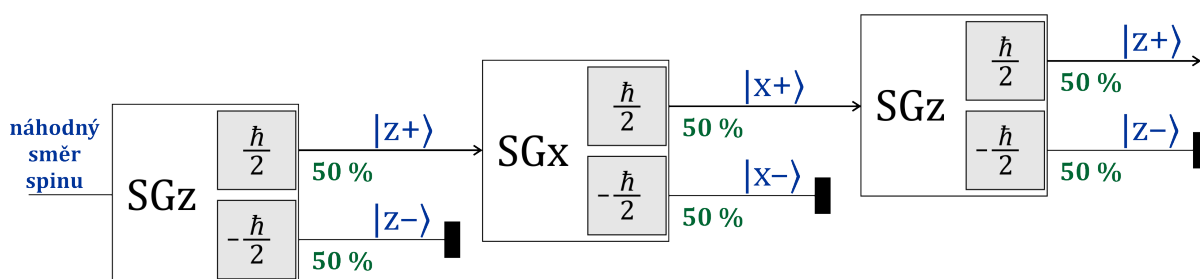 náhodný
směr
spinu
SGz
ħ/2
-ħ/2
|z+⟩
50 %
|z−⟩
50 %
SGx
ħ/2
-ħ/2
|x+⟩
50 %
|x−⟩
50 %
SGz
ħ/2
-ħ/2
|z+⟩
50 %
|z−⟩
50 %